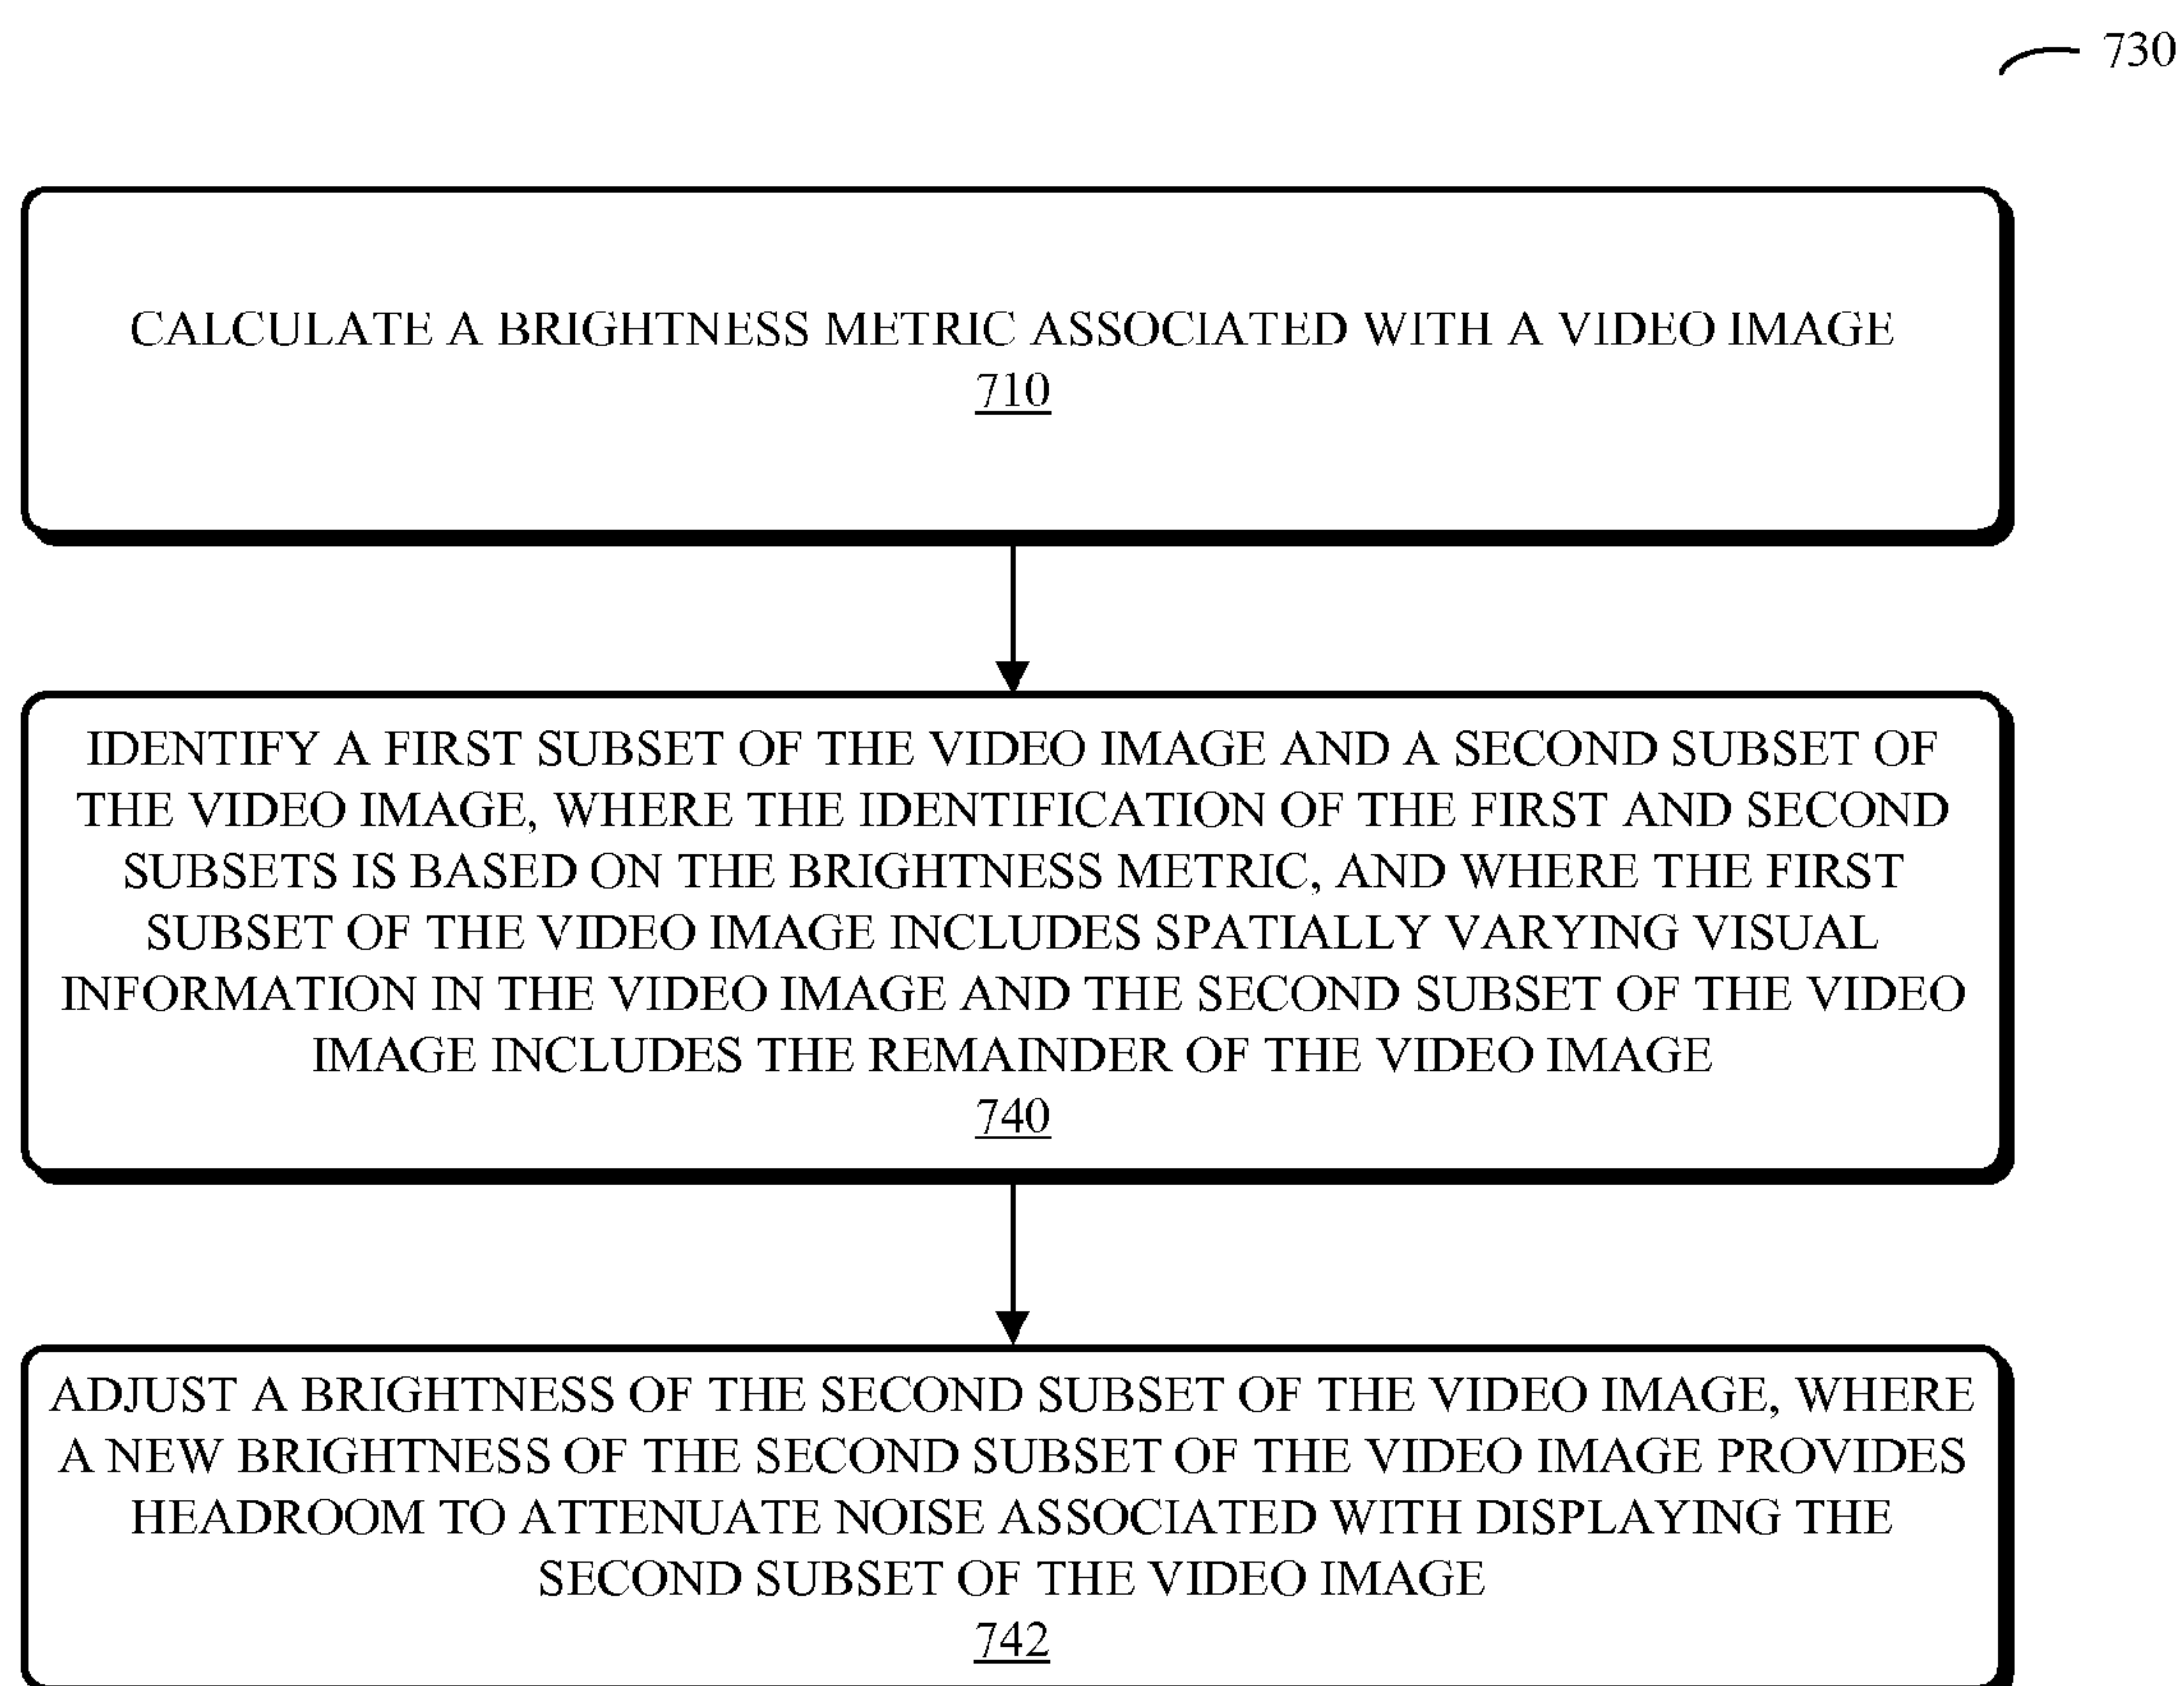 730
CALCULATE A BRIGHTNESS METRIC ASSOCIATED WITH A VIDEO IMAGE
710
IDENTIFY A FIRST SUBSET OF THE VIDEO IMAGE AND A SECOND SUBSET OF
THE VIDEO IMAGE, WHERE THE IDENTIFICATION OF THE FIRST AND SECOND
SUBSETS IS BASED ON THE BRIGHTNESS METRIC, AND WHERE THE FIRST
SUBSET OF THE VIDEO IMAGE INCLUDES SPATIALLY VARYING VISUAL
INFORMATION IN THE VIDEO IMAGE AND THE SECOND SUBSET OF THE VIDEO
IMAGE INCLUDES THE REMAINDER OF THE VIDEO IMAGE
740
ADJUST A BRIGHTNESS OF THE SECOND SUBSET OF THE VIDEO IMAGE, WHERE
A NEW BRIGHTNESS OF THE SECOND SUBSET OF THE VIDEO IMAGE PROVIDES
HEADROOM TO ATTENUATE NOISE ASSOCIATED WITH DISPLAYING THE
SECOND SUBSET OF THE VIDEO IMAGE
742